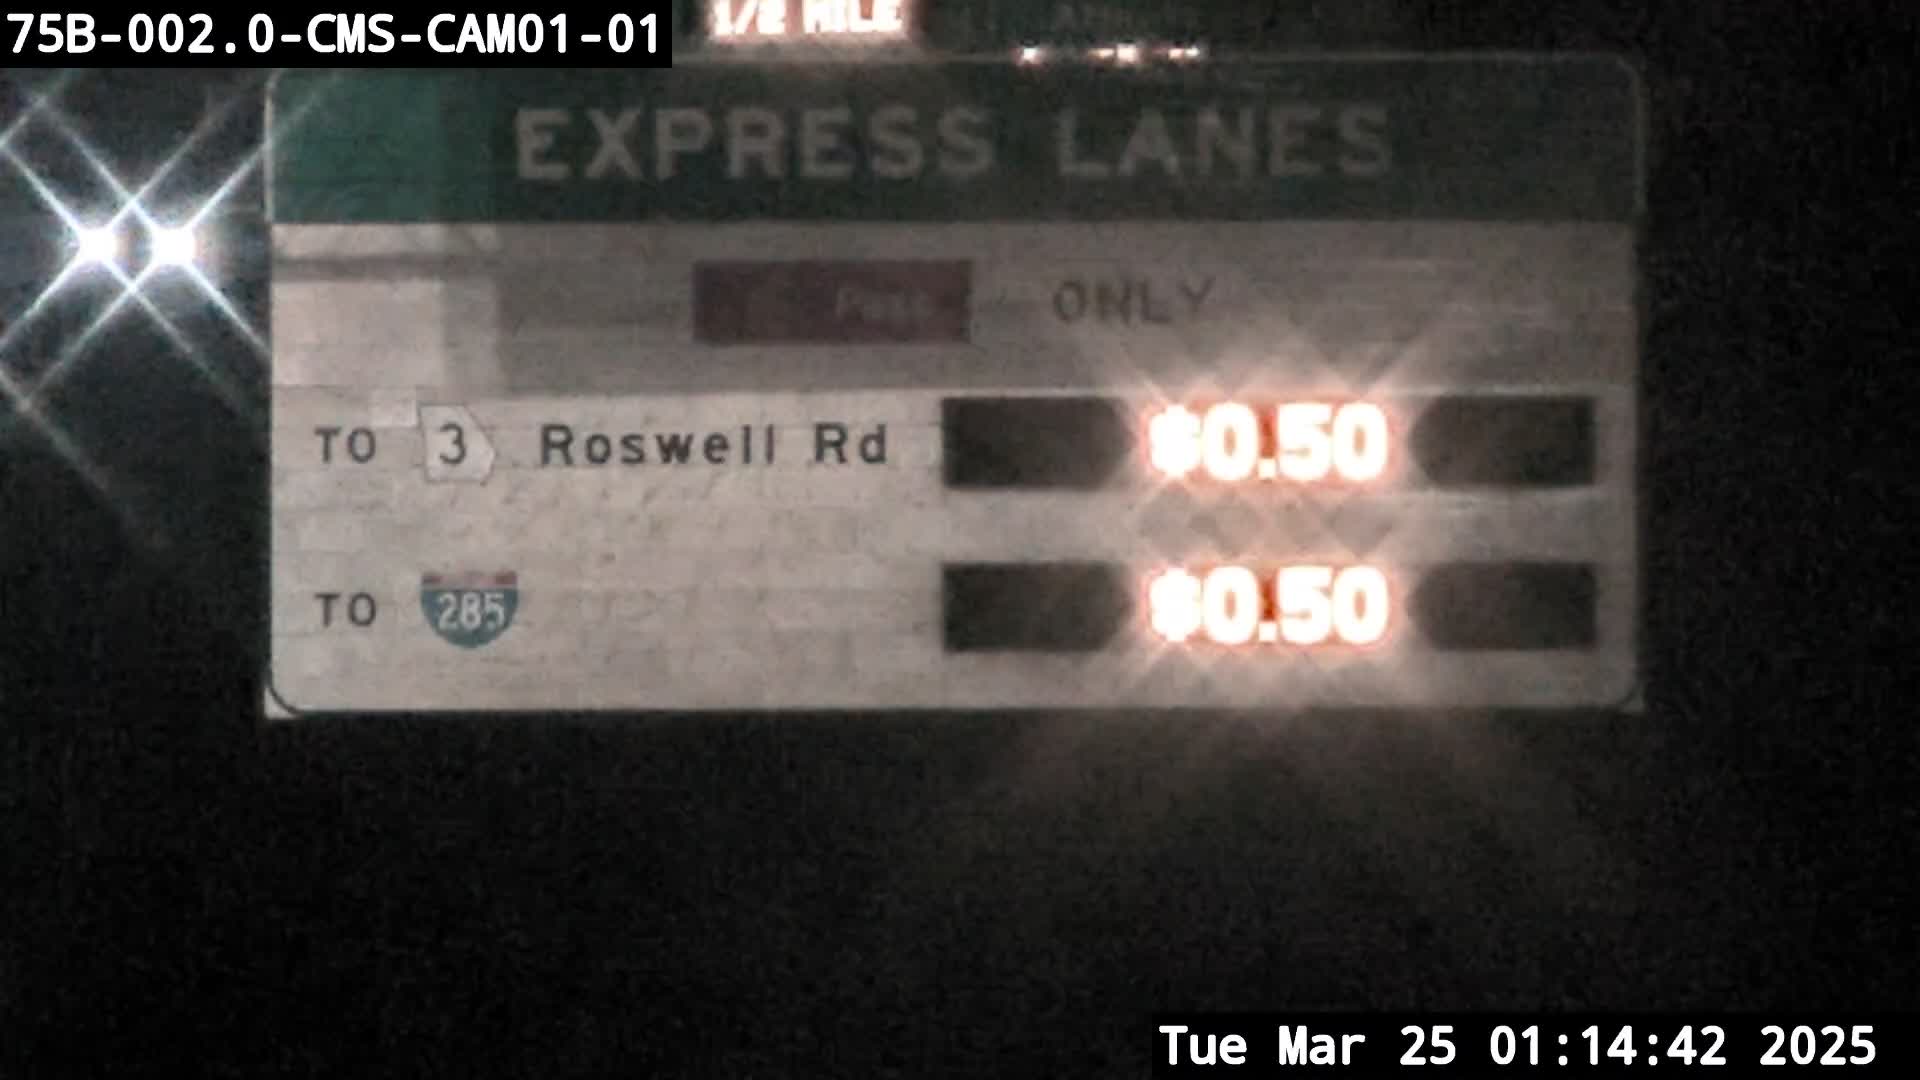 75B-002.0-CMS-CAM01-01
1/2 MILE
EXPRESS LANES
Pass ONLY
TO 3 Roswell Rd $0.50
TO 285 $0.50
Tue Mar 25 01:14:42 2025